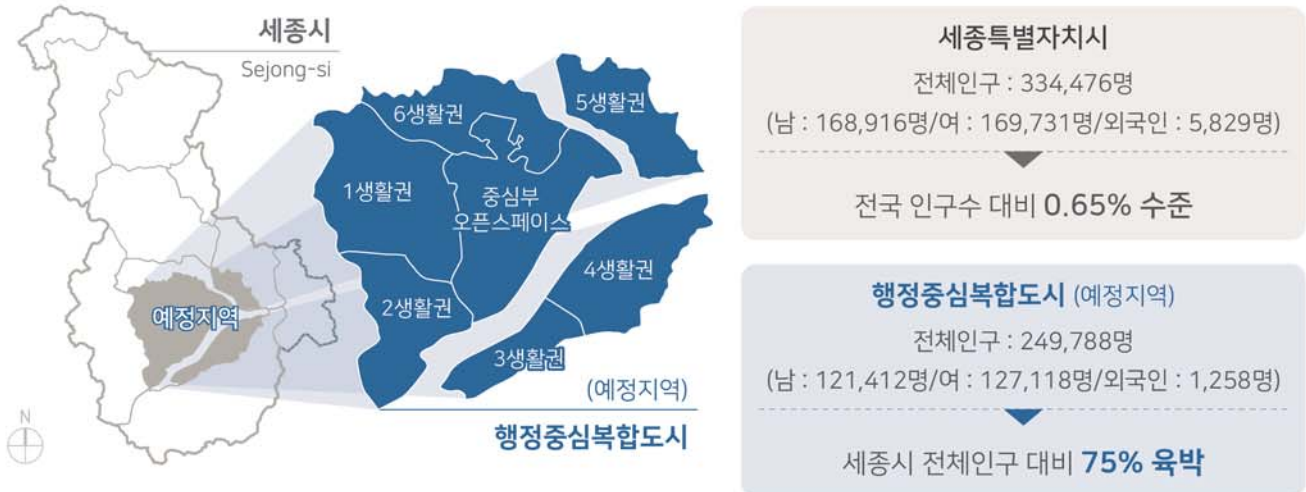 세종시
Sejong-si
6생활권
5생활권
1생활권
중심부
오픈스페이스
4생활권
2생활권
3생활권
예정지역
(예정지역)
행정중심복합도시
N
세종특별자치시
전체인구 : 334,476명
(남 : 168,916명/여 : 169,731명/외국인 : 5,829명)
전국 인구수 대비 0.65% 수준
행정중심복합도시 (예정지역)
전체인구 : 249,788명
(남 : 121,412명/여 : 127,118명/외국인 : 1,258명)
세종시 전체인구 대비 75% 육박